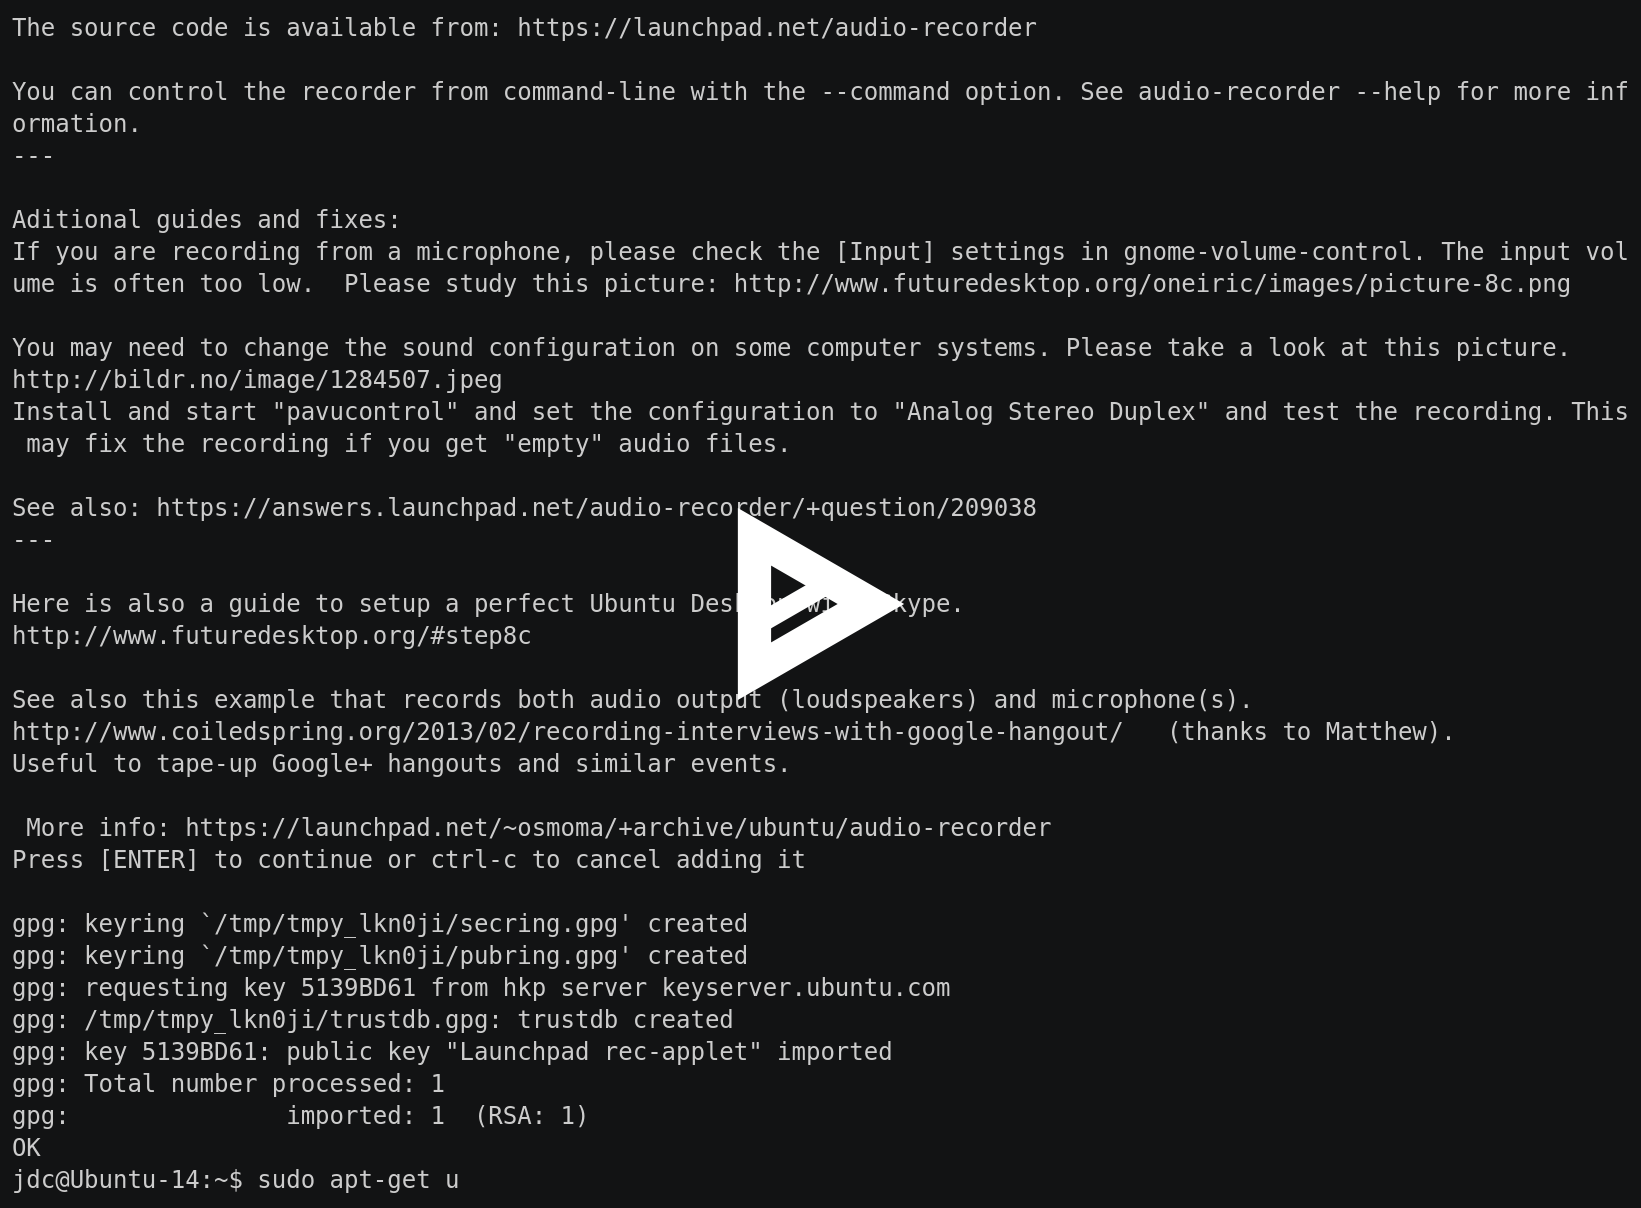 The source code is available from: https://launchpad.net/audio-recorder
You can control the recorder from command-line with the --command option. See audio-recorder --help for more inf
ormation.
---
Aditional guides and fixes:
If you are recording from a microphone, please check the [Input] settings in gnome-volume-control. The input vol
ume is often too low.  Please study this picture: http://www.futuredesktop.org/oneiric/images/picture-8c.png
You may need to change the sound configuration on some computer systems. Please take a look at this picture.
http://bildr.no/image/1284507.jpeg
Install and start "pavucontrol" and set the configuration to "Analog Stereo Duplex" and test the recording. This
 may fix the recording if you get "empty" audio files.
See also: https://answers.launchpad.net/audio-recorder/+question/209038
---
Here is also a guide to setup a perfect Ubuntu
http://www.futuredesktop.org/#step8c
See also this example that records both audio output (loudspeakers) and microphone(s).
http://www.coiledspring.org/2013/02/recording-interviews-with-google-hangout/   (thanks to Matthew).
Useful to tape-up Google+ hangouts and similar events.
 More info: https://launchpad.net/~osmoma/+archive/ubuntu/audio-recorder
Press [ENTER] to continue or ctrl-c to cancel adding it
gpg: keyring `/tmp/tmpy_lkn0ji/secring.gpg' created
gpg: keyring `/tmp/tmpy_lkn0ji/pubring.gpg' created
gpg: requesting key 5139BD61 from hkp server keyserver.ubuntu.com
gpg: /tmp/tmpy_lkn0ji/trustdb.gpg: trustdb created
gpg: key 5139BD61: public key "Launchpad rec-applet" imported
gpg: Total number processed: 1
gpg:               imported: 1  (RSA: 1)
OK
jdc@Ubuntu-14:~$ sudo apt-get u